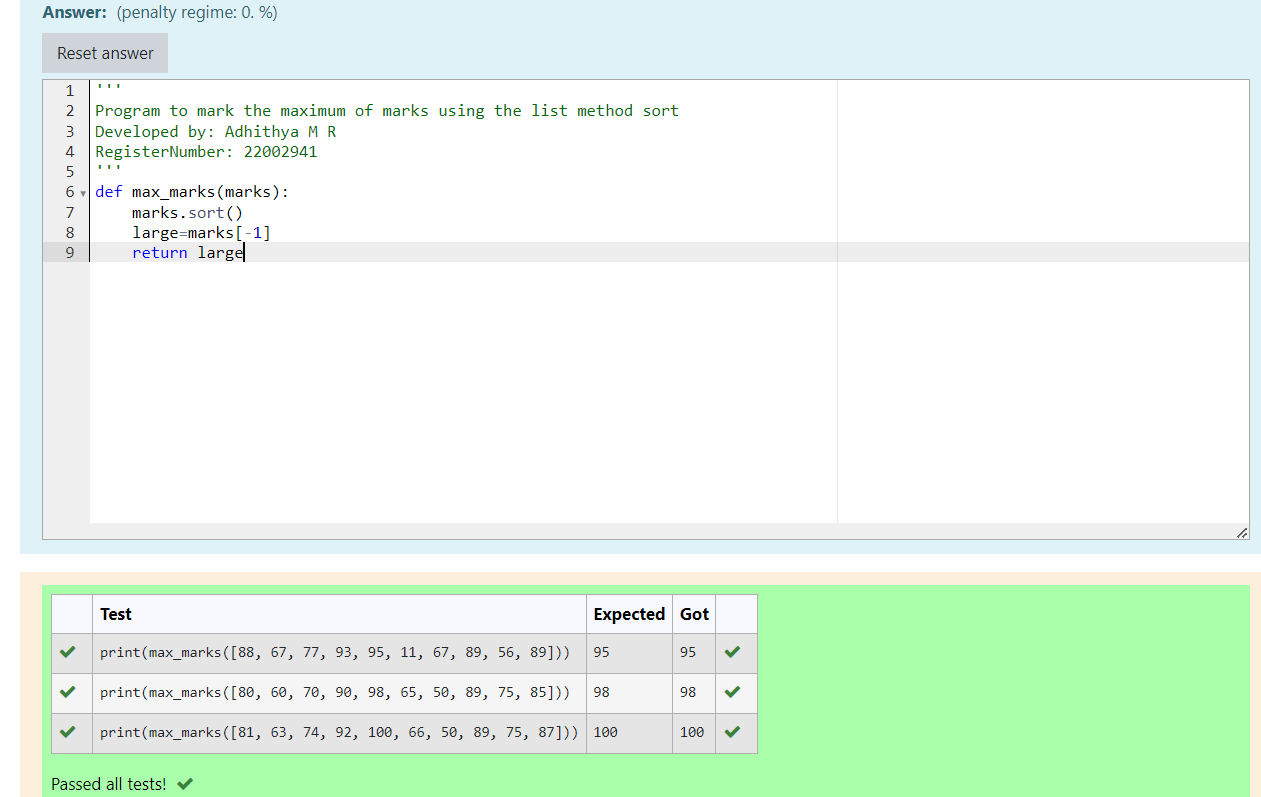 Answer: (penalty regime: 0. %)
Reset answer
1 '''
2 Program to mark the maximum of marks using the list method sort
3 Developed by: Adhithya M R
4 RegisterNumber: 22002941
5 '''
6 def max_marks(marks):
7     marks.sort()
8     large=marks[-1]
9     return large
Test Expected Got
print(max_marks([88, 67, 77, 93, 95, 11, 67, 89, 56, 89])) 95 95
print(max_marks([80, 60, 70, 90, 98, 65, 50, 89, 75, 85])) 98 98
print(max_marks([81, 63, 74, 92, 100, 66, 50, 89, 75, 87])) 100 100
Passed all tests!